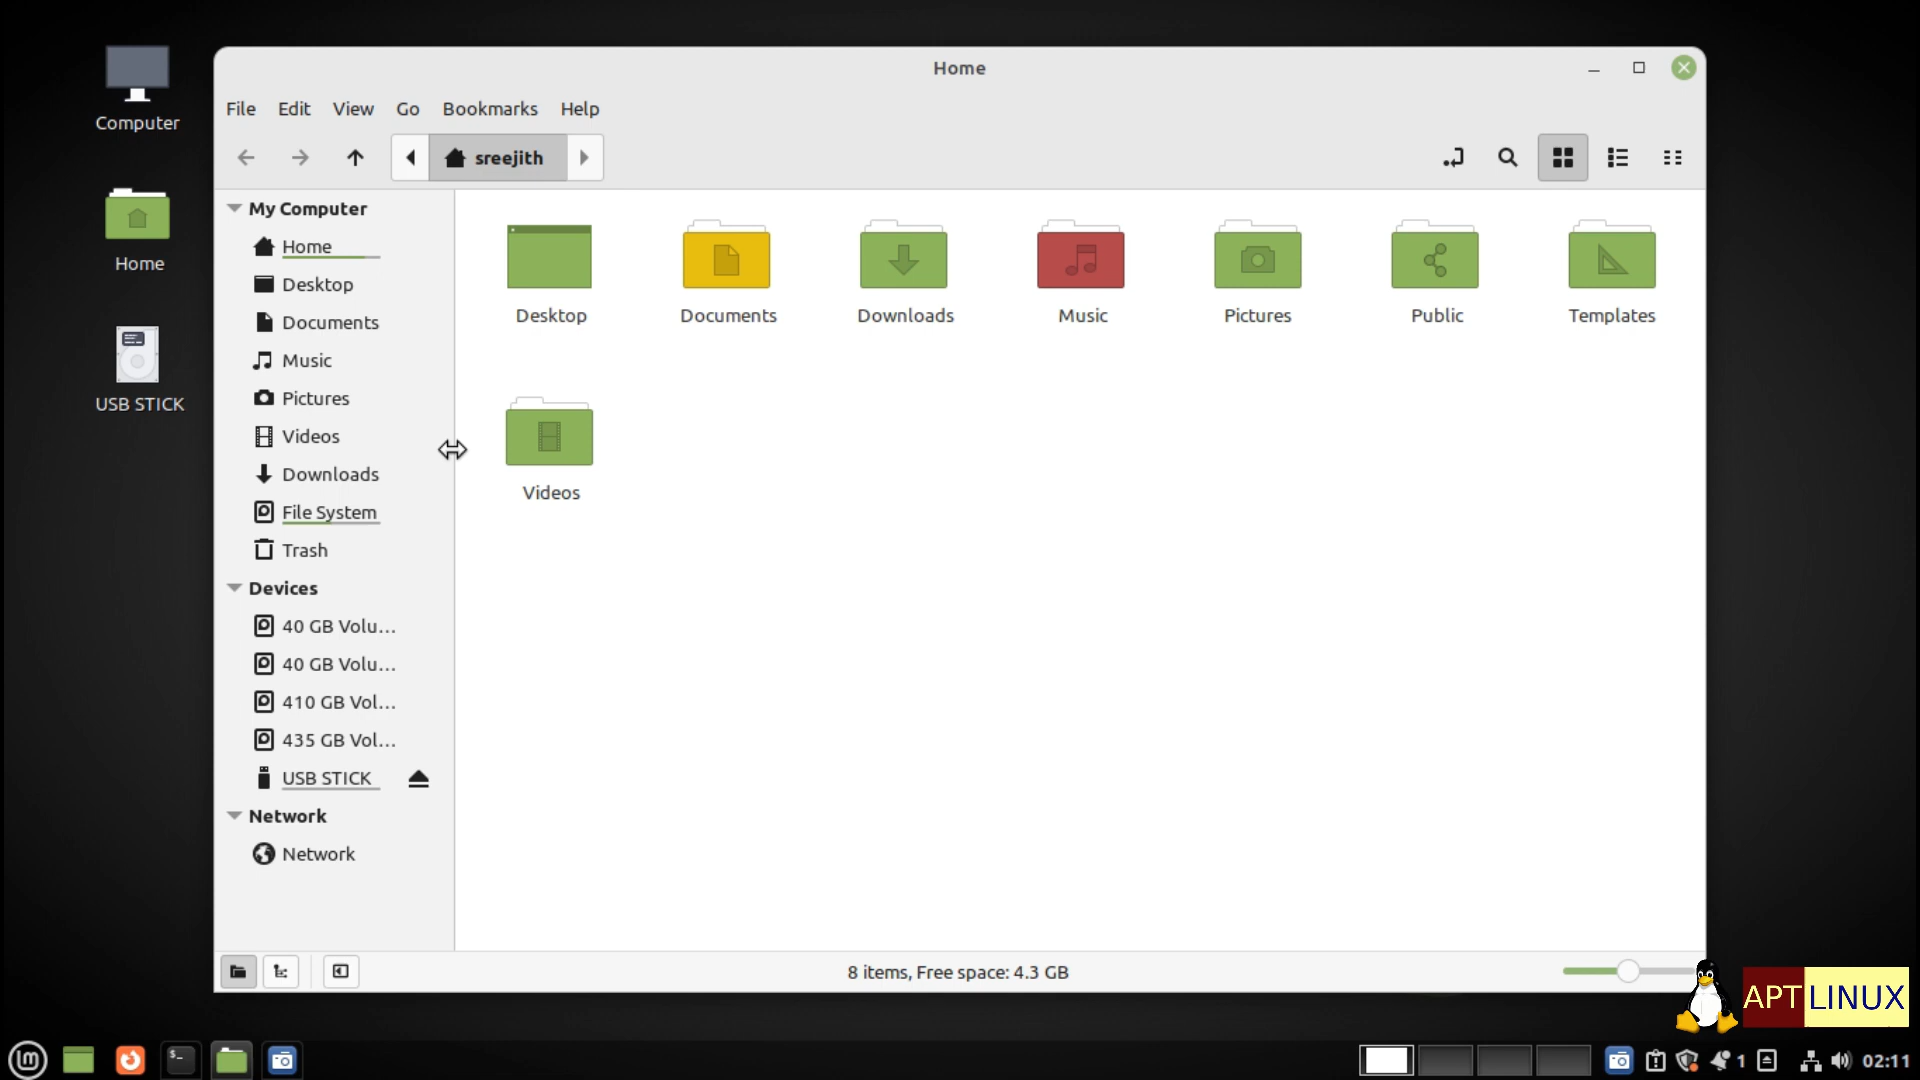 Computer
Home
USB STICK
Home
File Edit View Go Bookmarks Help
sreejith
My Computer
Home
Desktop
Documents
Music
Pictures
Videos
Downloads
File System
Trash
Devices
40 GB Volu...
40 GB Volu...
410 GB Vol...
435 GB Vol...
USB STICK
Network
Network
Desktop Documents Downloads Music Pictures Public Templates
Videos
8 items, Free space: 4.3 GB
APT LINUX
1 02:11